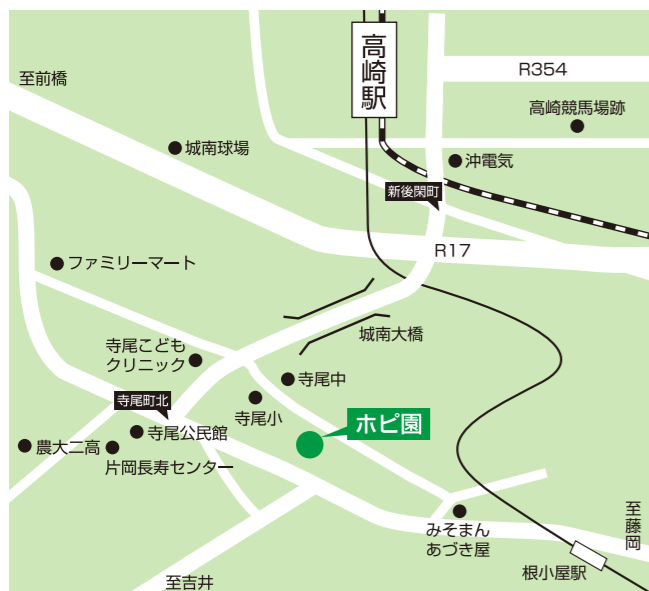 高崎駅
R354
至前橋
高崎競馬場跡
城南球場
沖電気
新後閑町
R17
ファミリーマート
城南大橋
寺尾こども
クリニック
寺尾中
寺尾町北
寺尾小
ホピ園
寺尾公民館
農大二高
片岡長寿センター
至藤岡
みそまん
あづき屋
根小屋駅
至吉井